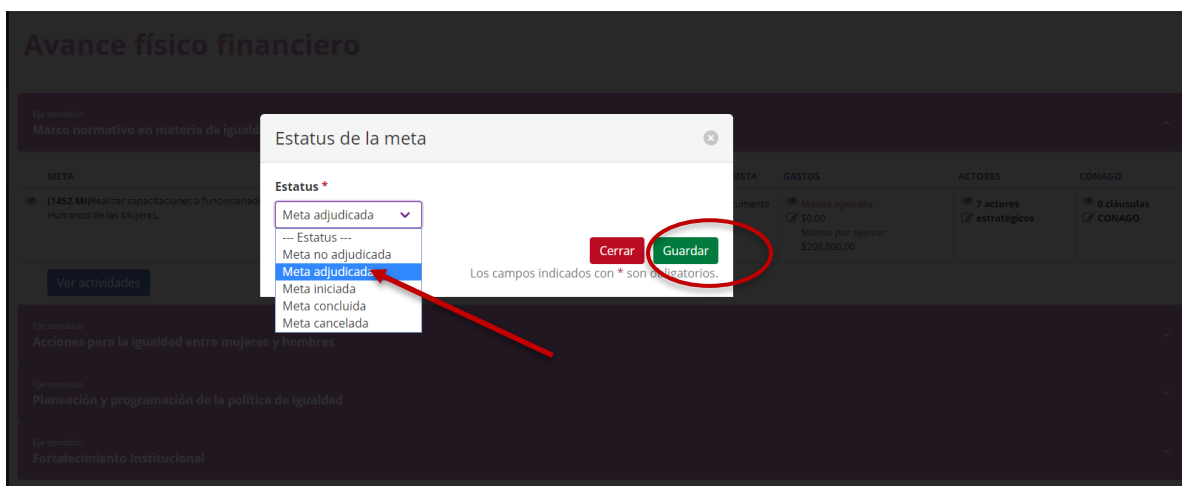 Avance físico financiero
Eje temático
Marco normativo en materia de iguald
Estatus de la meta
META
META GASTOS ACTORES CONAGO
(1452.MI)Realizar capacitaciones a funcionariado
Humanos de las Mujeres.
Estatus *
umento
Monto ejercido
$0.00
Monto por ejercer
$208,800.00
7 actores
estratégicos
0 cláusulas
CONAGO
Meta adjudicada
--- Estatus ---
Meta no adjudicada
Meta adjudicada
Meta iniciada
Meta concluida
Meta cancelada
Cerrar Guardar
Los campos indicados con * son obligatorios.
Ver actividades
Eje temático
Acciones para la igualdad entre mujeres y hombres
Eje temático
Planeación y programación de la política de igualdad
Eje temático
Fortalecimiento Institucional